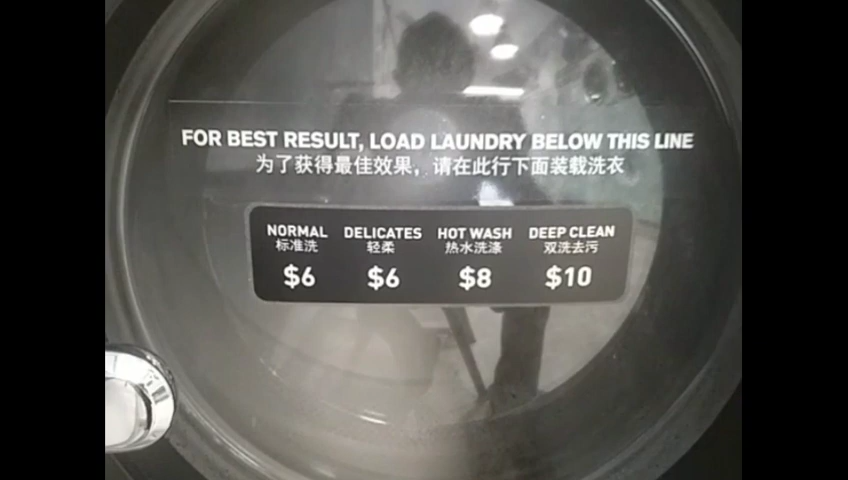 FOR BEST RESULT, LOAD LAUNDRY BELOW THIS LINE
为了获得最佳效果，请在此行下面装载洗衣
NORMAL DELICATES HOT WASH DEEP CLEAN
标准洗 轻柔 热水洗涤 双洗去污
$6 $6 $8 $10